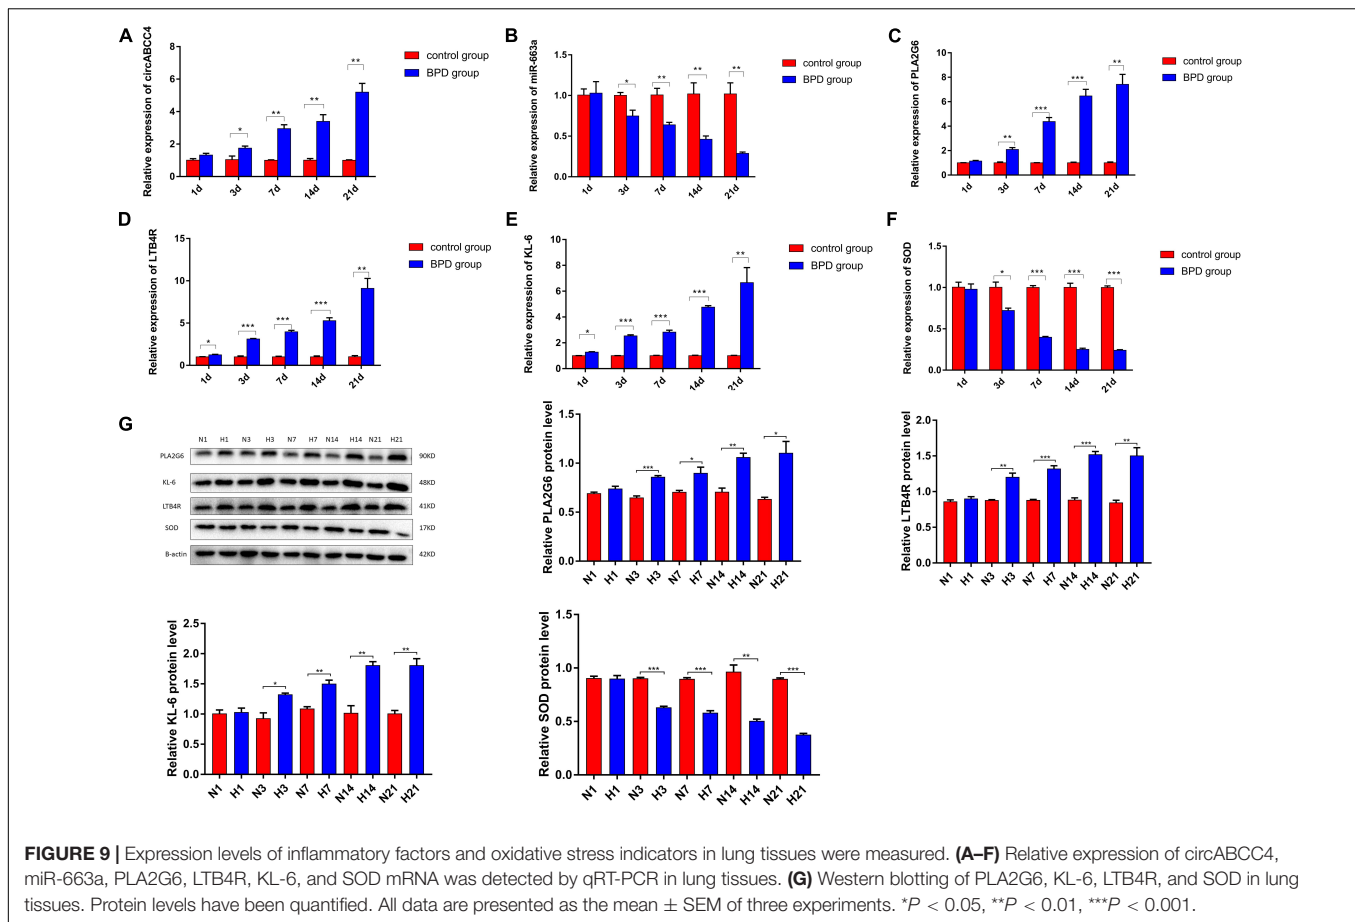 A
Relative expression of circABCC4
8
6
4
2
0
* ** ** **
1d 3d 7d 14d 21d
control group
BPD group
B
Relative expression of miR-663a
1.5
1.0
0.5
0.0
* ** ** **
1d 3d 7d 14d 21d
control group
BPD group
C
Relative expression of PLA2G6
10
8
6
4
2
0
** *** *** **
1d 3d 7d 14d 21d
control group
BPD group
D
Relative expression of LTB4R
15
10
5
0
* *** *** *** **
1d 3d 7d 14d 21d
control group
BPD group
E
Relative expression of KL-6
10
8
6
4
2
0
* *** *** *** **
1d 3d 7d 14d 21d
control group
BPD group
F
Relative expression of SOD
1.5
1.0
0.5
0.0
* *** *** ***
1d 3d 7d 14d 21d
control group
BPD group
G
N1 H1 N3 H3 N7 H7 N14 H14 N21 H21
PLA2G6 90KD
KL-6 48KD
LTB4R 41KD
SOD 17KD
B-actin 42KD
Relative PLA2G6 protein level
1.5
1.0
0.5
0.0
*** * ** *
N1 H1 N3 H3 N7 H7 N14 H14 N21 H21
Relative LTB4R protein level
2.0
1.5
1.0
0.5
0.0
** *** *** **
N1 H1 N3 H3 N7 H7 N14 H14 N21 H21
Relative KL-6 protein level
2.5
2.0
1.5
1.0
0.5
0.0
* ** ** **
N1 H1 N3 H3 N7 H7 N14 H14 N21 H21
Relative SOD protein level
1.5
1.0
0.5
0.0
*** *** ** ***
N1 H1 N3 H3 N7 H7 N14 H14 N21 H21
FIGURE 9 | Expression levels of inflammatory factors and oxidative stress indicators in lung tissues were measured. (A–F) Relative expression of circABCC4,
miR-663a, PLA2G6, LTB4R, KL-6, and SOD mRNA was detected by qRT-PCR in lung tissues. (G) Western blotting of PLA2G6, KL-6, LTB4R, and SOD in lung
tissues. Protein levels have been quantified. All data are presented as the mean ± SEM of three experiments. *P < 0.05, **P < 0.01, ***P < 0.001.